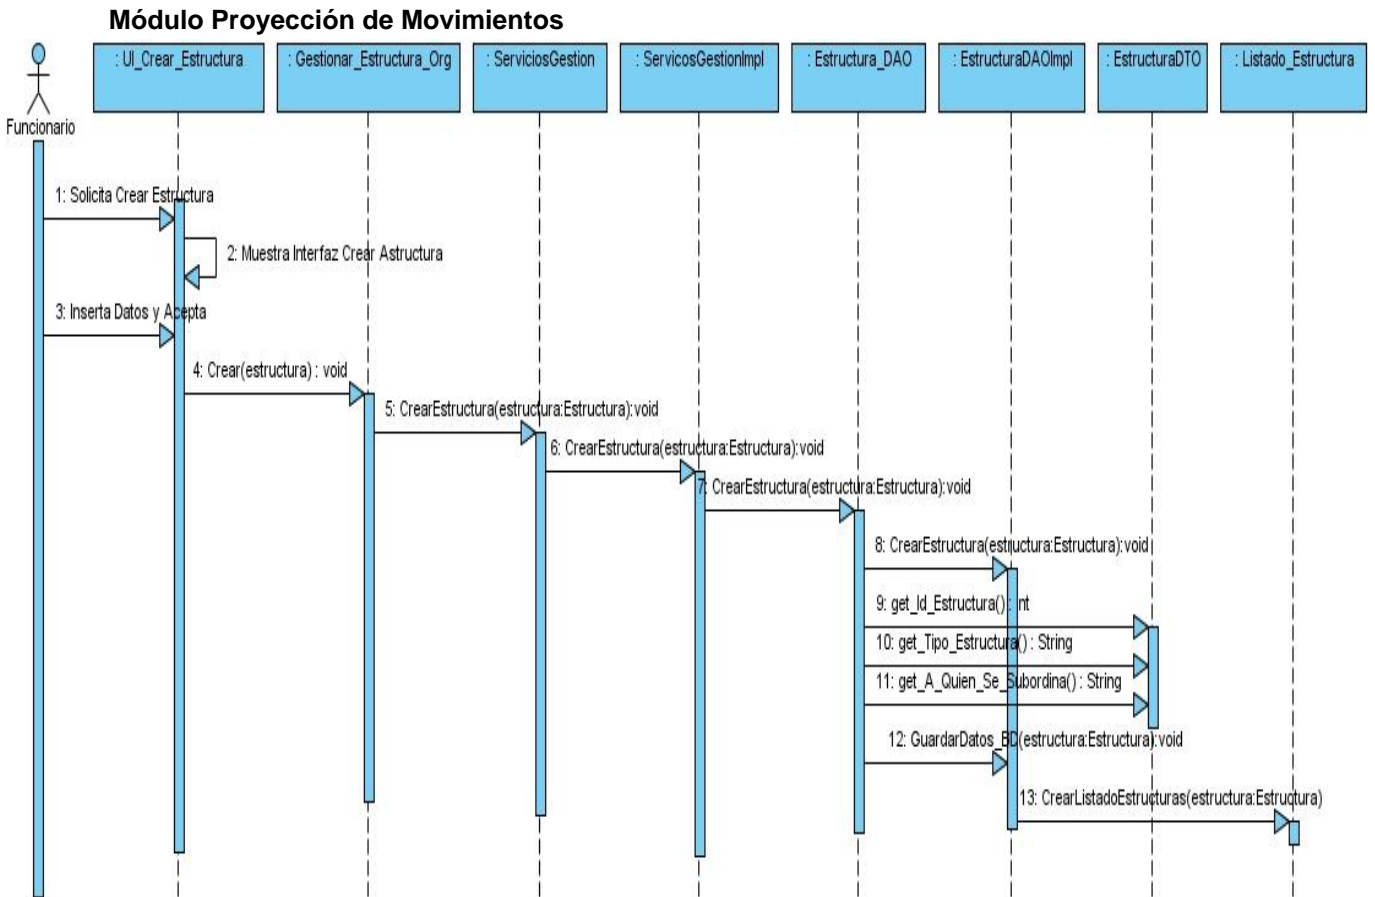 Módulo Proyección de Movimientos
: UI_Crear_Estructura
: Gestionar_Estructura_Org
: ServiciosGestion
: ServicosGestionImpl
: Estructura_DAO
: EstructuraDAOImpl
: EstructuraDTO
: Listado_Estructura
Funcionario
1: Solicita Crear Estructura
2: Muestra Interfaz Crear Astructura
3: Inserta Datos y Acepta
4: Crear(estructura) : void
5: CrearEstructura(estructura:Estructura):void
6: CrearEstructura(estructura:Estructura):void
7: CrearEstructura(estructura:Estructura):void
8: CrearEstructura(estructura:Estructura):void
9: get_Id_Estructura() : int
10: get_Tipo_Estructura() : String
11: get_A_Quien_Se_Subordina() : String
12: GuardarDatos_BD(estructura:Estructura):void
13: CrearListadoEstructuras(estructura:Estructura)